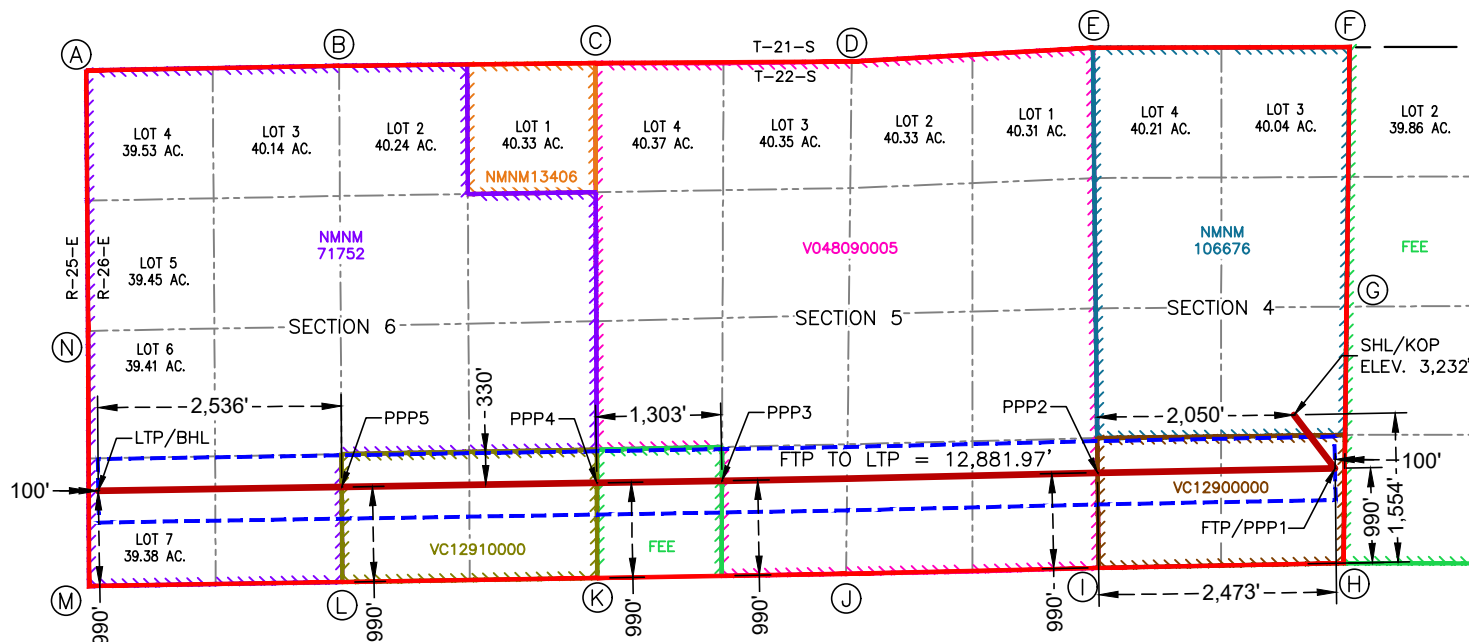 A
B
C
D
E
F
T-21-S
T-22-S
LOT 4
39.53 AC.
LOT 3
40.14 AC.
LOT 2
40.24 AC.
LOT 1
40.33 AC.
NMNM13406
LOT 4
40.37 AC.
LOT 3
40.35 AC.
LOT 2
40.33 AC.
LOT 1
40.31 AC.
LOT 4
40.21 AC.
LOT 3
40.04 AC.
LOT 2
39.86 AC.
R-25-E
R-26-E
NMNM
71752
V048090005
NMNM
106676
FEE
LOT 5
39.45 AC.
G
SECTION 6
SECTION 5
SECTION 4
N
LOT 6
39.41 AC.
SHL/KOP
ELEV. 3,232'
2,536'
PPP5
330'
PPP4
1,303'
PPP3
PPP2
2,050'
LTP/BHL
FTP TO LTP = 12,881.97'
100'
100'
VC12900000
FTP/PPP1
990'
1,554'
LOT 7
39.38 AC.
VC12910000
FEE
M
L
K
J
I
H
990'
990'
990'
990'
990'
2,473'